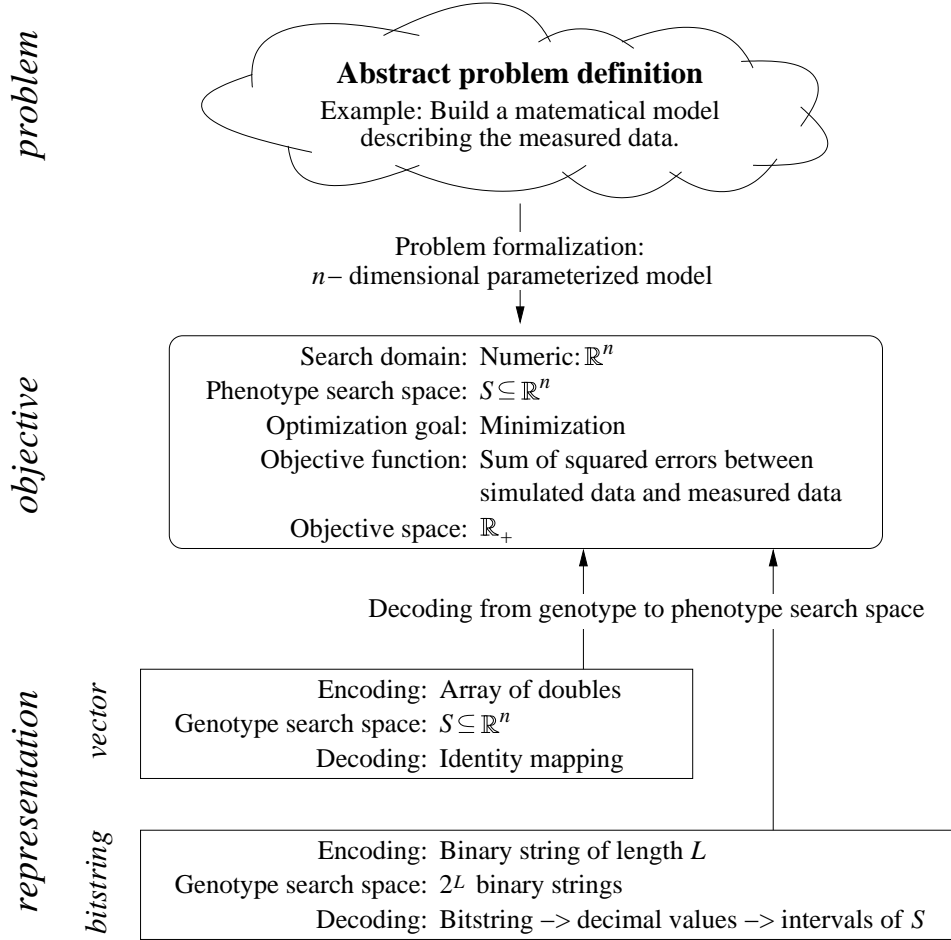 problem
Abstract problem definition
Example: Build a matematical model
describing the measured data.
Problem formalization:
n– dimensional parameterized model
objective
Search domain: Numeric: ℝⁿ
Phenotype search space: S ⊆ ℝⁿ
Optimization goal: Minimization
Objective function: Sum of squared errors between
simulated data and measured data
Objective space: ℝ₊
Decoding from genotype to phenotype search space
representation
vector
Encoding: Array of doubles
Genotype search space: S ⊆ ℝⁿ
Decoding: Identity mapping
bitstring
Encoding: Binary string of length L
Genotype search space: 2ᴸ binary strings
Decoding: Bitstring –> decimal values –> intervals of S